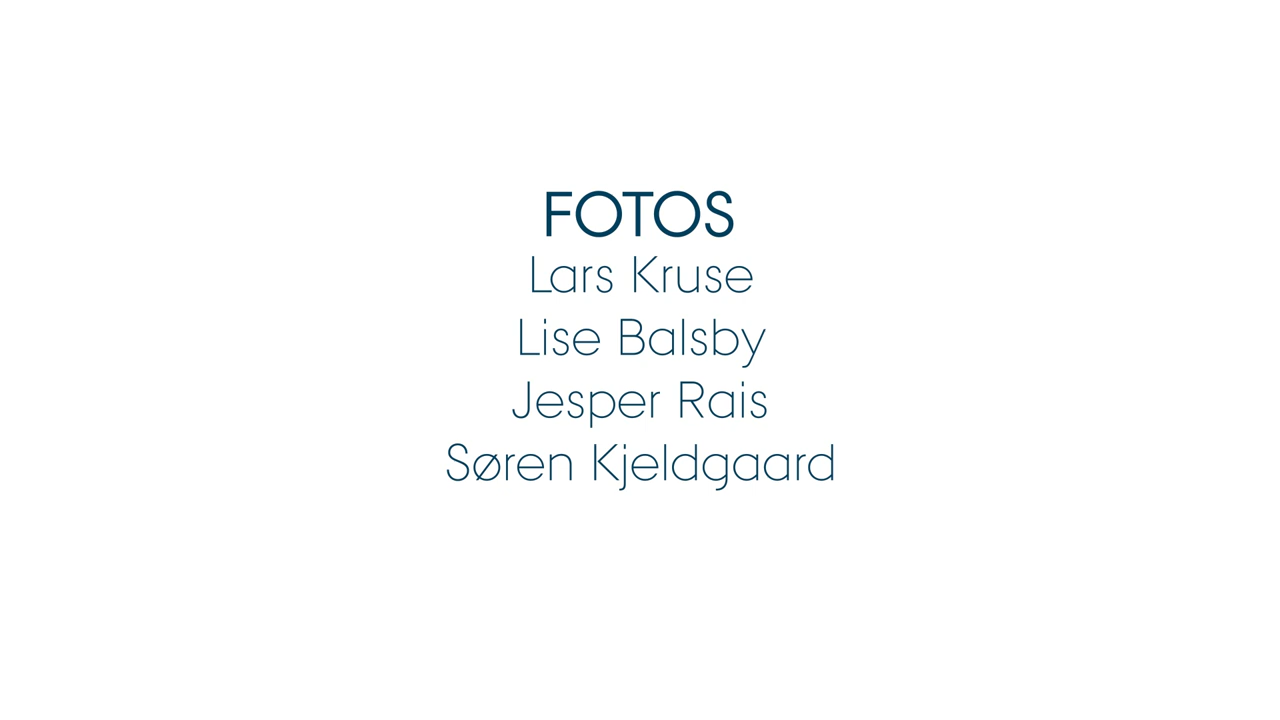 FOTOS
Lars Kruse
Lise Balsby
Jesper Rais
Søren Kjeldgaard